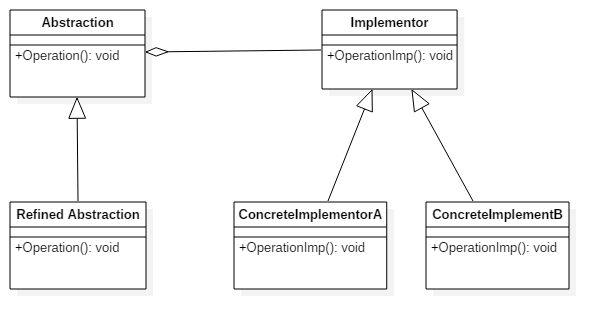 Abstraction
+Operation(): void
Implementor
+OperationImp(): void
Refined Abstraction
+Operation(): void
ConcreteImplementorA
+OperationImp(): void
ConcreteImplementB
+OperationImp(): void